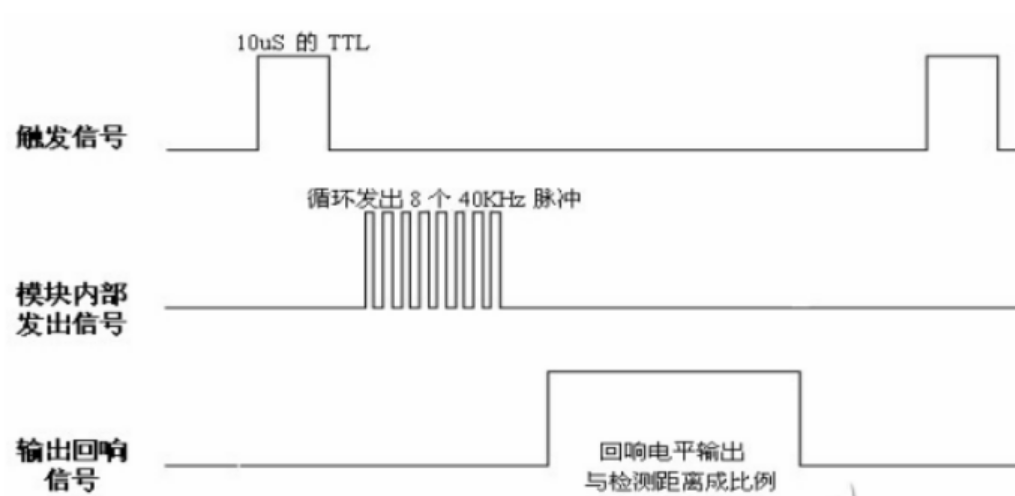 10uS 的 TTL
触发信号
循环发出 8 个 40KHz 脉冲
模块内部
发出信号
输出回响
信号
回响电平输出
与检测距离成比例